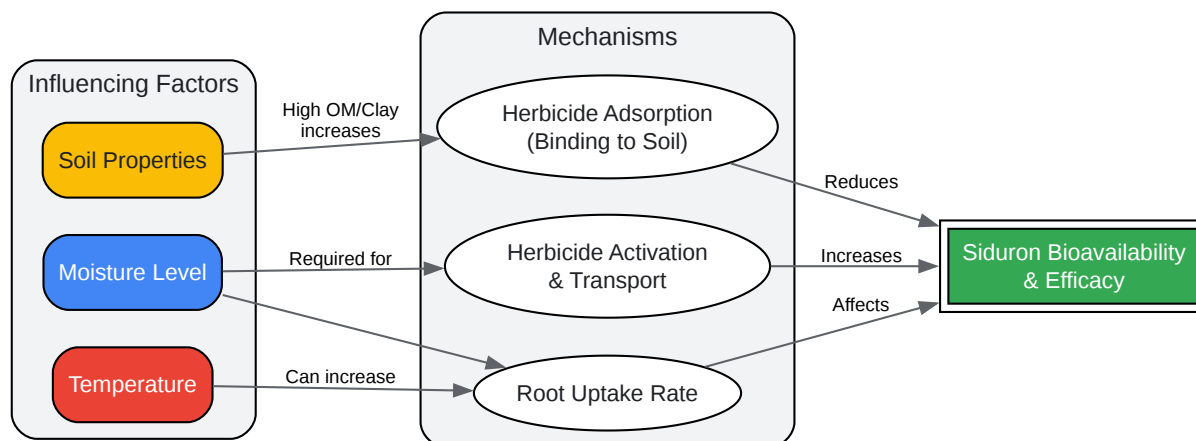 Influencing Factors
Soil Properties
Moisture Level
Temperature
High OM/Clay
increases
Required for
Can increase
Mechanisms
Herbicide Adsorption
(Binding to Soil)
Herbicide Activation
& Transport
Root Uptake Rate
Reduces
Increases
Affects
Siduron Bioavailability
& Efficacy